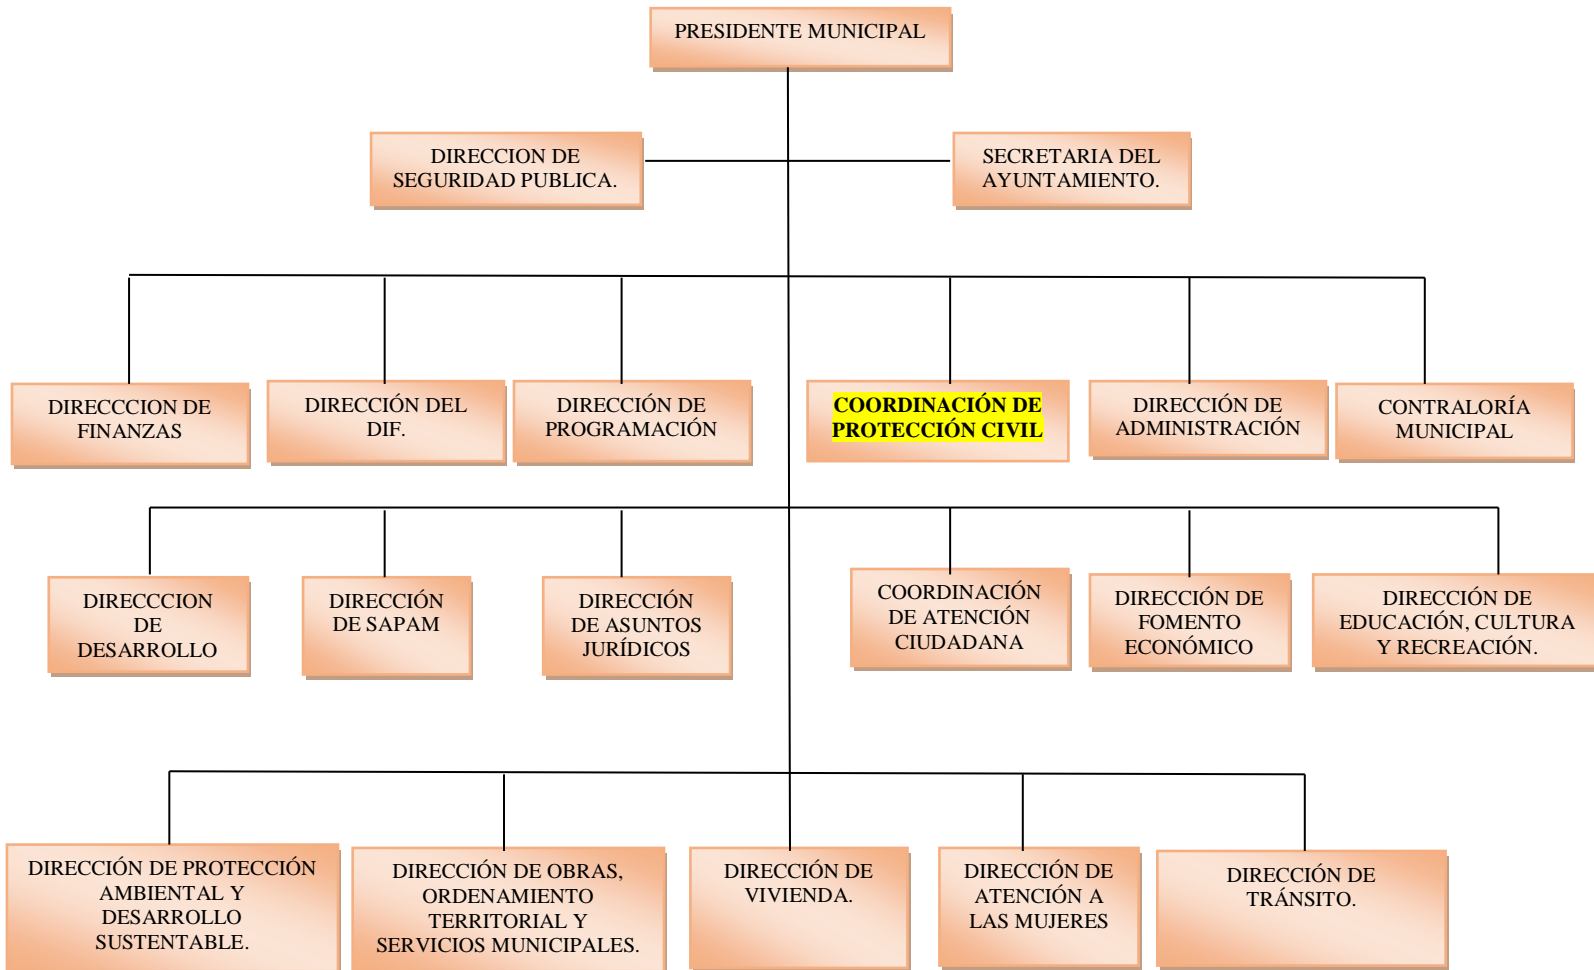 PRESIDENTE MUNICIPAL
DIRECCION DE
SEGURIDAD PUBLICA.
SECRETARIA DEL
AYUNTAMIENTO.
DIRECCCION DE
FINANZAS
DIRECCIÓN DEL
DIF.
DIRECCIÓN DE
PROGRAMACIÓN
COORDINACIÓN DE
PROTECCIÓN CIVIL
DIRECCIÓN DE
ADMINISTRACIÓN
CONTRALORÍA
MUNICIPAL
DIRECCCION
DE
DESARROLLO
DIRECCIÓN
DE SAPAM
DIRECCIÓN
DE ASUNTOS
JURÍDICOS
COORDINACIÓN
DE ATENCIÓN
CIUDADANA
DIRECCIÓN DE
FOMENTO
ECONÓMICO
DIRECCIÓN DE
EDUCACIÓN, CULTURA
Y RECREACIÓN.
DIRECCIÓN DE PROTECCIÓN
AMBIENTAL Y
DESARROLLO
SUSTENTABLE.
DIRECCIÓN DE OBRAS,
ORDENAMIENTO
TERRITORIAL Y
SERVICIOS MUNICIPALES.
DIRECCIÓN DE
VIVIENDA.
DIRECCIÓN DE
ATENCIÓN A
LAS MUJERES
DIRECCIÓN DE
TRÁNSITO.